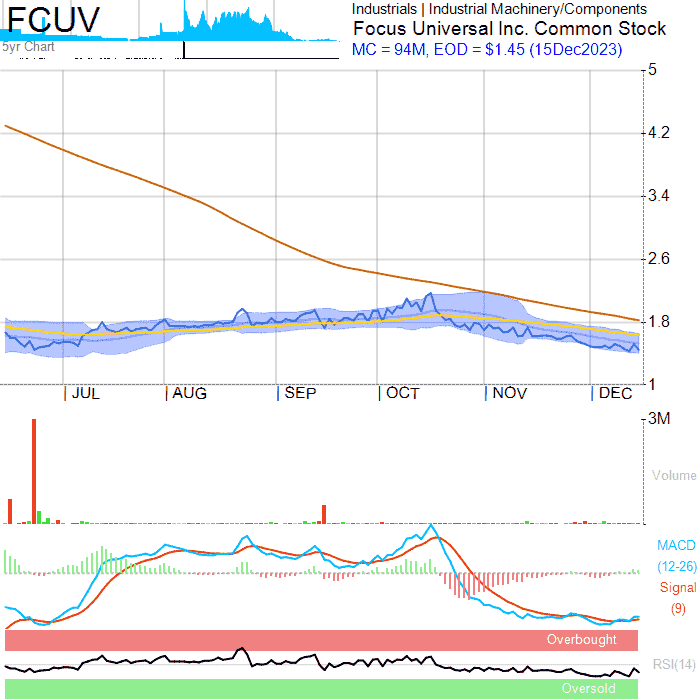 FCUV
5yr Chart
Industrials | Industrial Machinery/Components
Focus Universal Inc. Common Stock
MC = 94M, EOD = $1.45 (15Dec2023)
5
4.2
3.4
2.6
1.8
1
JUL
AUG
SEP
OCT
NOV
DEC
3M
Volume
MACD
(12-26)
Signal
(9)
Overbought
RSI(14)
Oversold